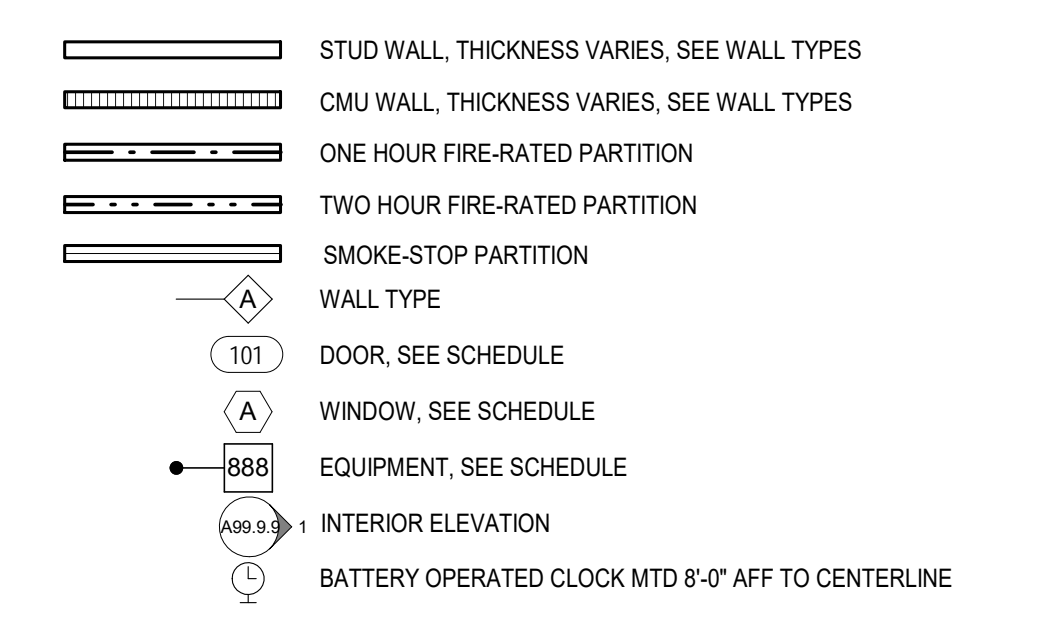 STUD WALL, THICKNESS VARIES, SEE WALL TYPES
CMU WALL, THICKNESS VARIES, SEE WALL TYPES
ONE HOUR FIRE-RATED PARTITION
TWO HOUR FIRE-RATED PARTITION
SMOKE-STOP PARTITION
A WALL TYPE
101 DOOR, SEE SCHEDULE
A WINDOW, SEE SCHEDULE
888 EQUIPMENT, SEE SCHEDULE
A99.9.9 1 INTERIOR ELEVATION
BATTERY OPERATED CLOCK MTD 8'-0" AFF TO CENTERLINE